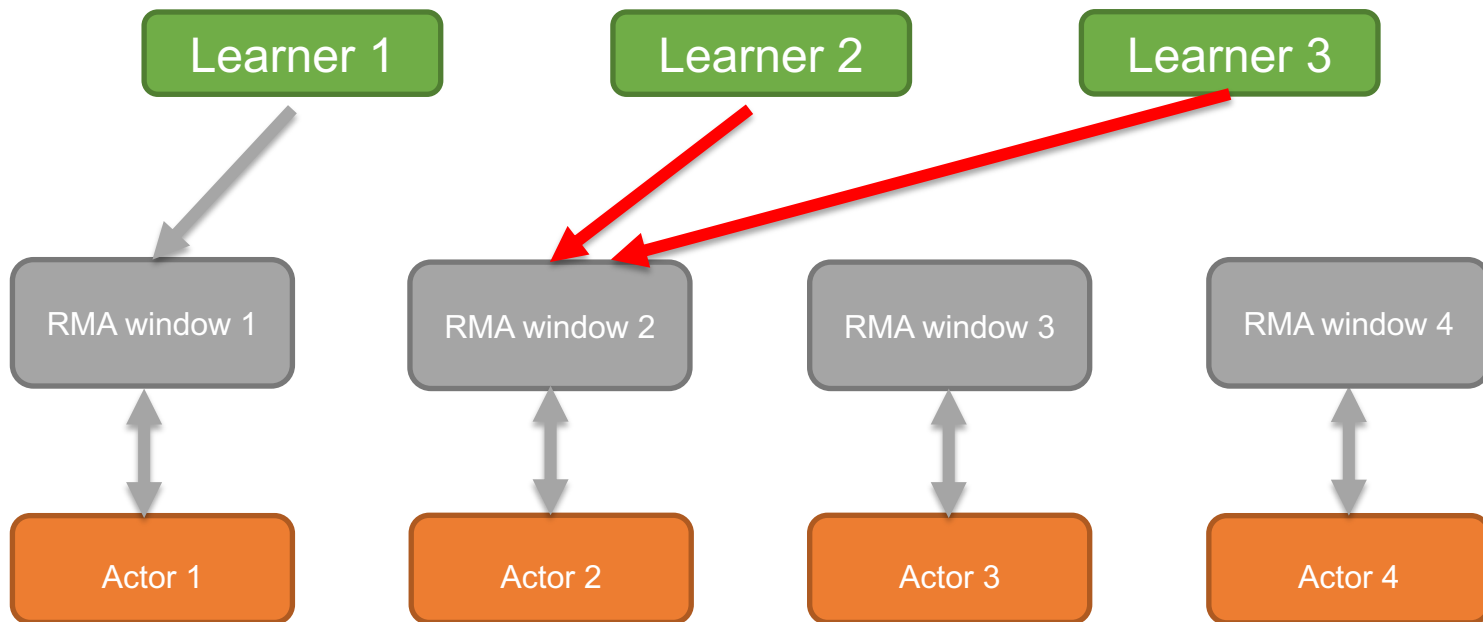 Learner 1
Learner 2
Learner 3
RMA window 1
RMA window 2
RMA window 3
RMA window 4
Actor 1
Actor 2
Actor 3
Actor 4